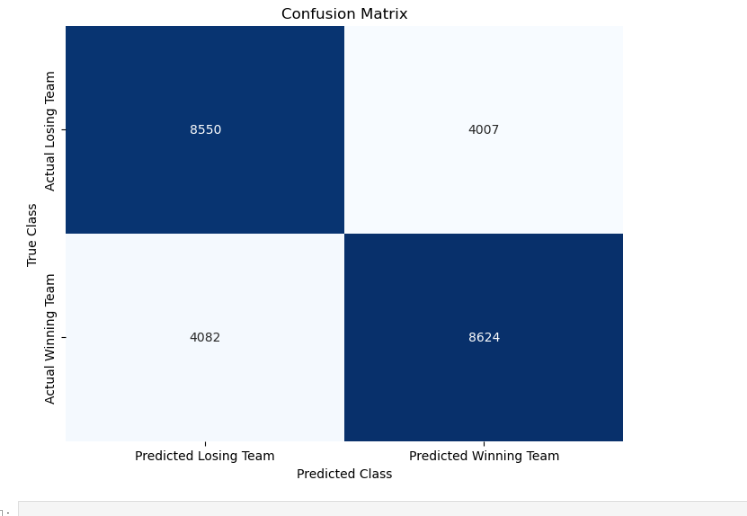 Confusion Matrix
Actual Losing Team
8550
4007
True Class
Actual Winning Team
4082
8624
Predicted Losing Team
Predicted Winning Team
Predicted Class